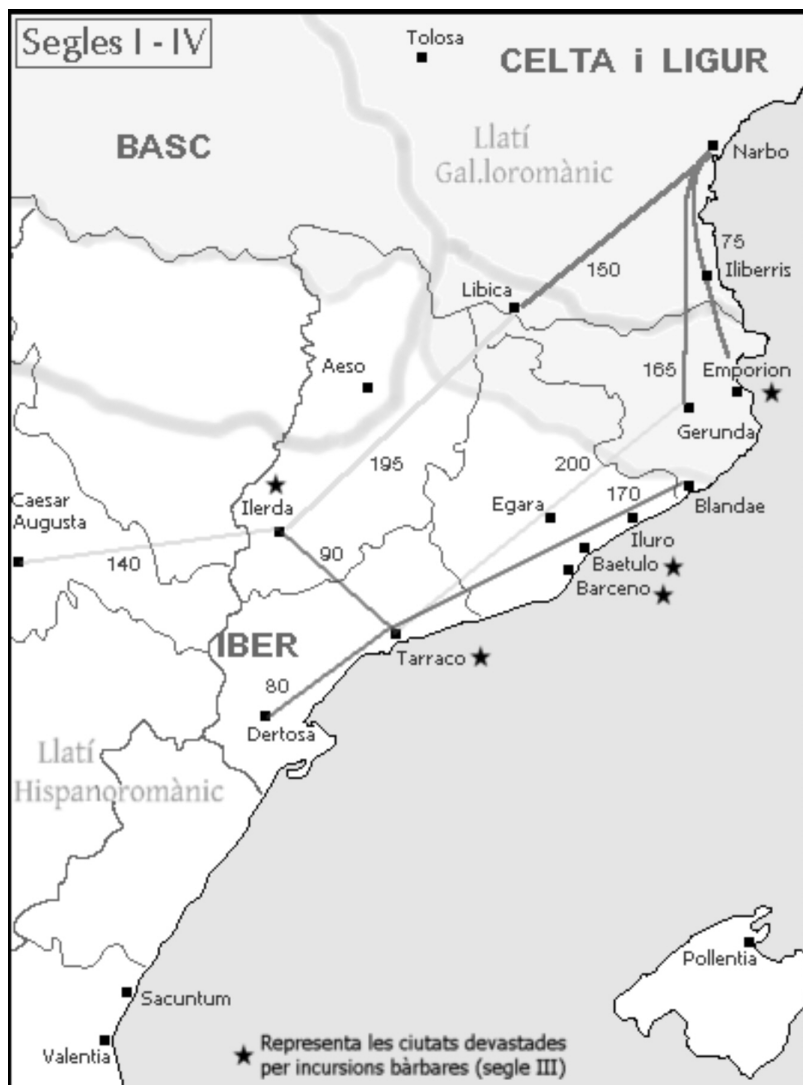 Segles I - IV
Tolosa
CELTA i LIGUR
BASC
Llatí
Gal.loromànic
Narbo
75
150
Iliberris
Libica
Aeso
165
Emporion
Gerunda
195
200
Caesar
Augusta
Ilerda
Egara
170
Blandae
Iluro
140
90
Baetulo
Barceno
IBER
Tarraco
80
Dertosa
Llatí
Hispanoromànic
Pollentia
Sacuntum
Valentia
Representa les ciutats devastades
per incursions bàrbares (segle III)